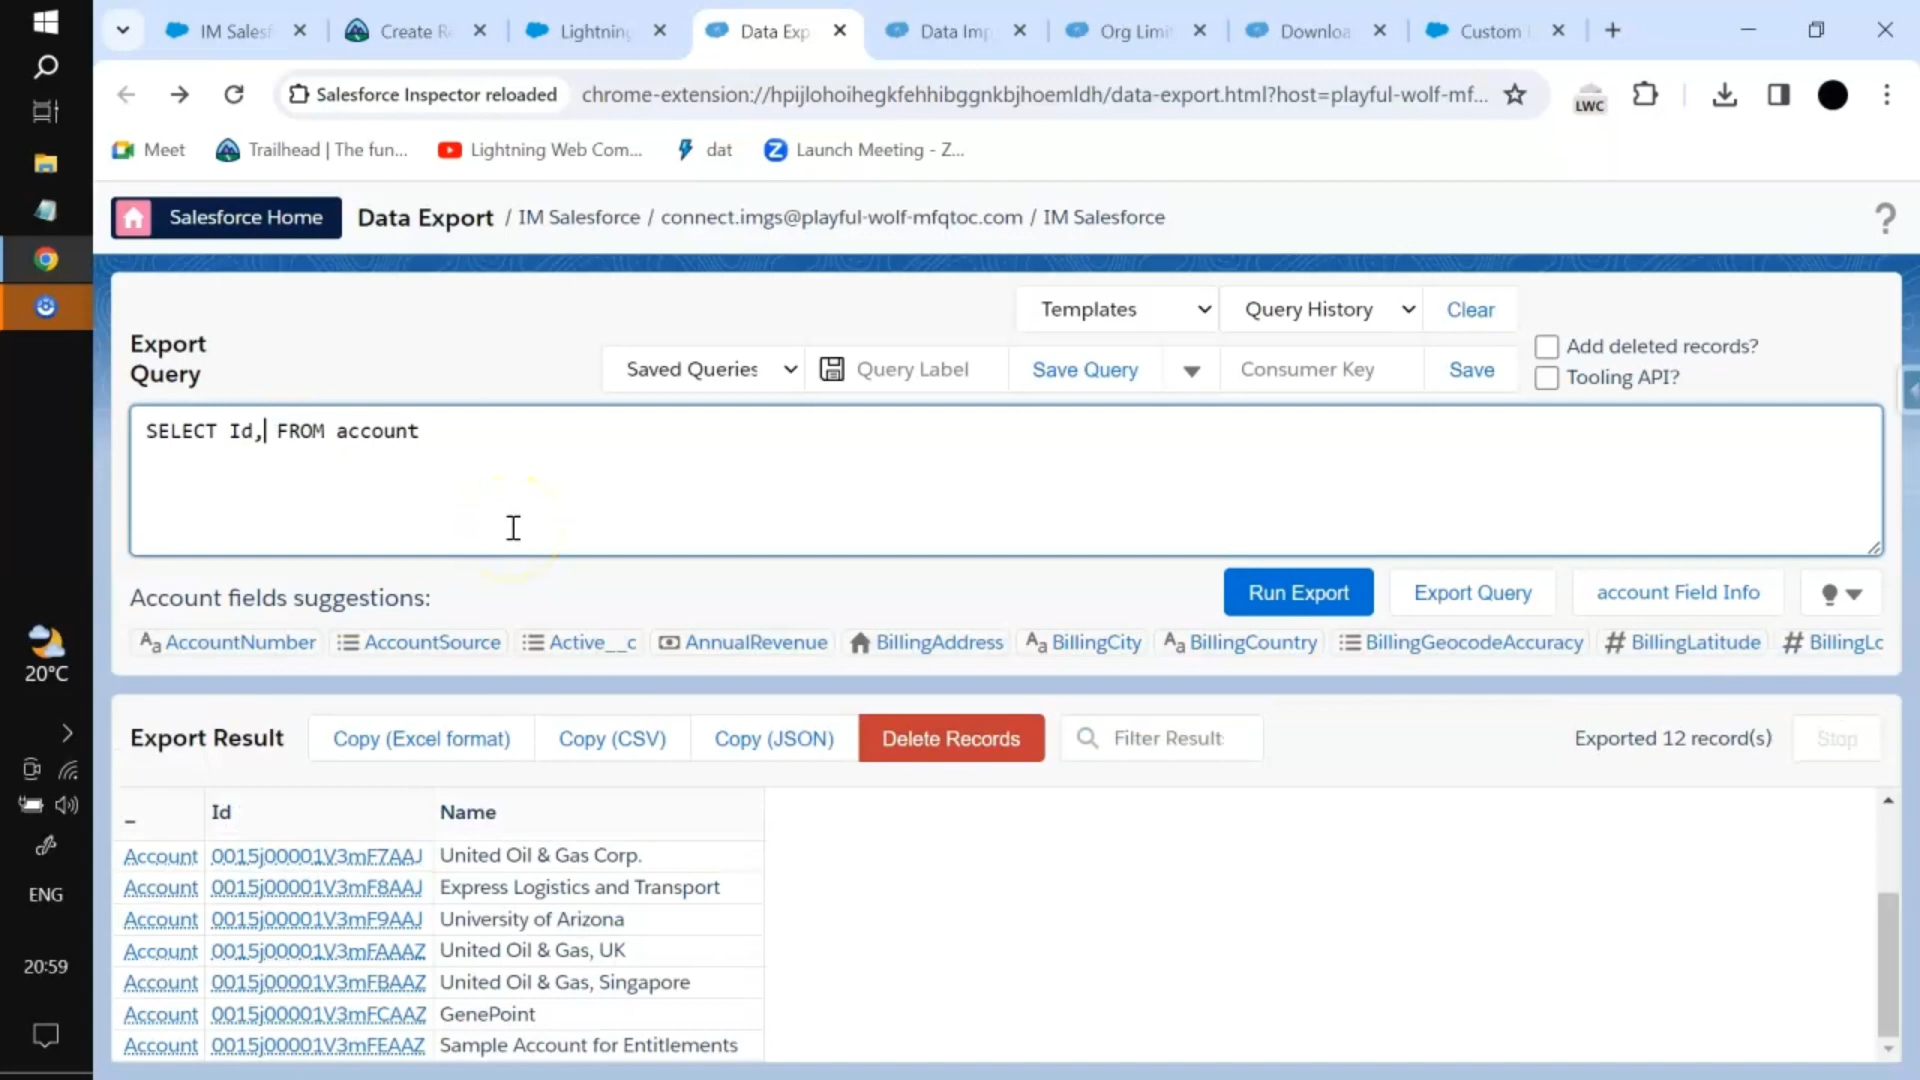 IM Salesf
Create R
Lightning
Data Exp
Data Imp
Org Limi
Downloa
Custom
Salesforce Inspector reloaded
chrome-extension://hpijlohoihegkfehhibggnkbjhoemldh/data-export.html?host=playful-wolf-mf...
LWC
Meet
Trailhead | The fun...
Lightning Web Com...
dat
Launch Meeting - Z...
Salesforce Home
Data Export / IM Salesforce / connect.imgs@playful-wolf-mfqtoc.com / IM Salesforce
Templates
Query History
Clear
Export
Query
Saved Queries
Query Label
Save Query
Consumer Key
Save
Add deleted records?
Tooling API?
SELECT Id, FROM account
Account fields suggestions:
Run Export
Export Query
account Field Info
AccountNumber
AccountSource
Active__c
AnnualRevenue
BillingAddress
BillingCity
BillingCountry
BillingGeocodeAccuracy
BillingLatitude
BillingLc
Export Result
Copy (Excel format)
Copy (CSV)
Copy (JSON)
Delete Records
Filter Results
Exported 12 record(s)
Stop
_ Id Name
Account 0015j00001V3mF7AAJ United Oil & Gas Corp.
Account 0015j00001V3mF8AAJ Express Logistics and Transport
Account 0015j00001V3mF9AAJ University of Arizona
Account 0015j00001V3mFAAAZ United Oil & Gas, UK
Account 0015j00001V3mFBAAZ United Oil & Gas, Singapore
Account 0015j00001V3mFCAAZ GenePoint
Account 0015j00001V3mFEAAZ Sample Account for Entitlements
20°C
ENG
20:59